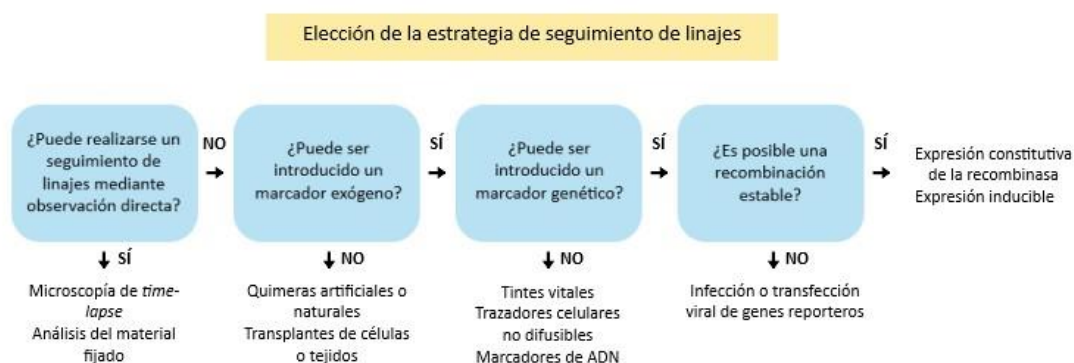 Elección de la estrategia de seguimiento de linajes
¿Puede realizarse un
seguimiento de
linajes mediante
observación directa?
NO
¿Puede ser
introducido un
marcador exógeno?
SÍ
¿Puede ser
introducido un
marcador genético?
SÍ
¿Es posible una
recombinación
estable?
SÍ
Expresión constitutiva
de la recombinasa
Expresión inducible
SÍ
Microscopía de time-
lapse
Análisis del material
fijado
NO
Quimeras artificiales o
naturales
Transplantes de células
o tejidos
NO
Tintes vitales
Trazadores celulares
no difusibles
Marcadores de ADN
NO
Infección o transfección
viral de genes reporteros